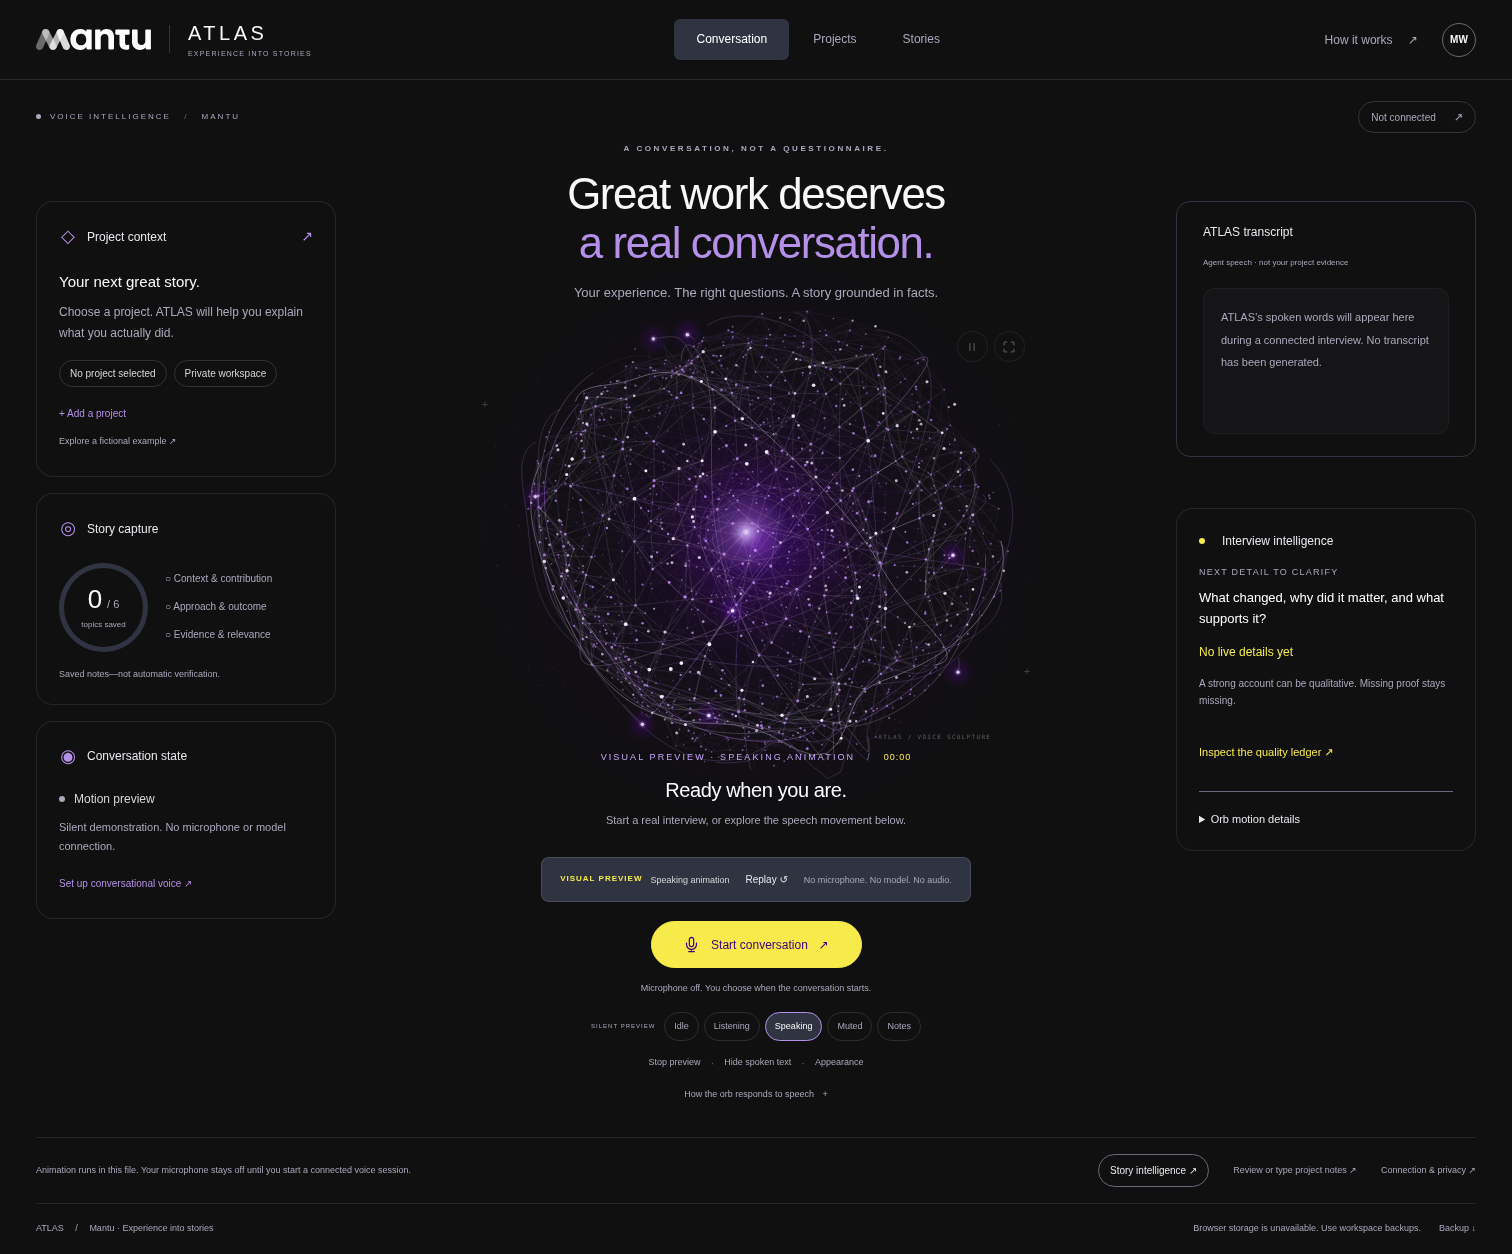 mantu
ATLAS
EXPERIENCE INTO STORIES
Conversation
Projects
Stories
How it works ↗
MW
VOICE INTELLIGENCE / MANTU
Not connected ↗
A CONVERSATION, NOT A QUESTIONNAIRE.
Great work deserves
a real conversation.
Your experience. The right questions. A story grounded in facts.
Project context ↗
Your next great story.
Choose a project. ATLAS will help you explain
what you actually did.
No project selected
Private workspace
+ Add a project
Explore a fictional example ↗
Story capture
0 / 6
topics saved
○ Context & contribution
○ Approach & outcome
○ Evidence & relevance
Saved notes—not automatic verification.
Conversation state
Motion preview
Silent demonstration. No microphone or model
connection.
Set up conversational voice ↗
ATLAS / VOICE SCULPTURE
VISUAL PREVIEW · SPEAKING ANIMATION 00:00
Ready when you are.
Start a real interview, or explore the speech movement below.
VISUAL PREVIEW Speaking animation Replay ↺ No microphone. No model. No audio.
Start conversation ↗
Microphone off. You choose when the conversation starts.
SILENT PREVIEW Idle Listening Speaking Muted Notes
Stop preview · Hide spoken text · Appearance
How the orb responds to speech +
ATLAS transcript
Agent speech · not your project evidence
ATLAS's spoken words will appear here
during a connected interview. No transcript
has been generated.
Interview intelligence
NEXT DETAIL TO CLARIFY
What changed, why did it matter, and what
supports it?
No live details yet
A strong account can be qualitative. Missing proof stays
missing.
Inspect the quality ledger ↗
▶ Orb motion details
Animation runs in this file. Your microphone stays off until you start a connected voice session.
Story intelligence ↗
Review or type project notes ↗
Connection & privacy ↗
ATLAS / Mantu · Experience into stories
Browser storage is unavailable. Use workspace backups.
Backup ↓